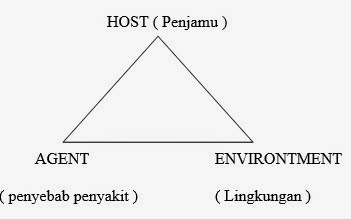 HOST ( Penjamu )
AGENT ENVIRONTMENT
( penyebab penyakit ) ( Lingkungan )